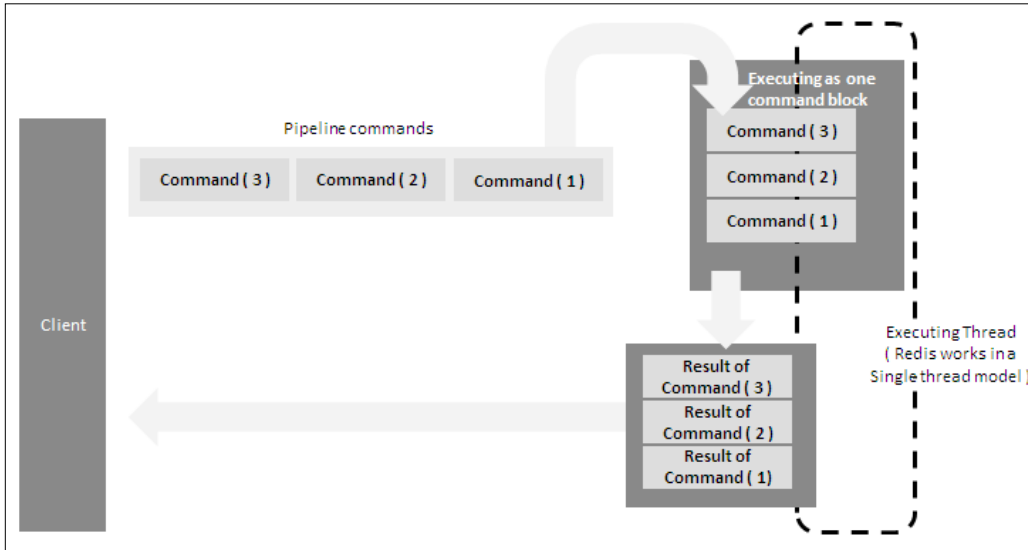 Executing as one
command block
Pipeline commands
Command ( 3 )
Command ( 2 )
Command ( 1 )
Command ( 3 )
Command ( 2 )
Command ( 1 )
Client
Executing Thread
( Redis works in a
Single thread model )
Result of
Command ( 3 )
Result of
Command ( 2 )
Result of
Command ( 1)